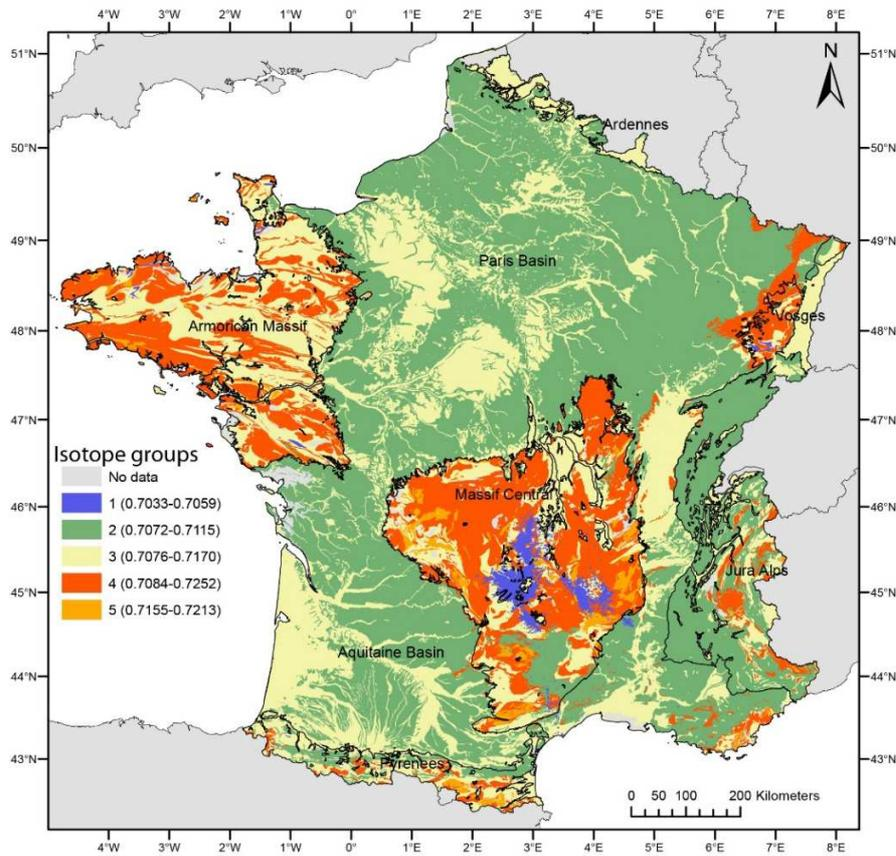 4°W 3°W 2°W 1°W 0° 1°E 2°E 3°E 4°E 5°E 6°E 7°E 8°E
51°N 51°N
N
Ardennes
50°N 50°N
49°N 49°N
Paris Basin
Vosges
Armorican Massif
48°N 48°N
47°N 47°N
Isotope groups
No data
Massif Central
46°N 46°N
1 (0.7033-0.7059)
2 (0.7072-0.7115)
3 (0.7076-0.7170)
4 (0.7084-0.7252)
5 (0.7155-0.7213)
Jura Alps
45°N 45°N
Aquitaine Basin
44°N 44°N
43°N 43°N
Pyrenees
0 50 100 200 Kilometers
4°W 3°W 2°W 1°W 0° 1°E 2°E 3°E 4°E 5°E 6°E 7°E 8°E